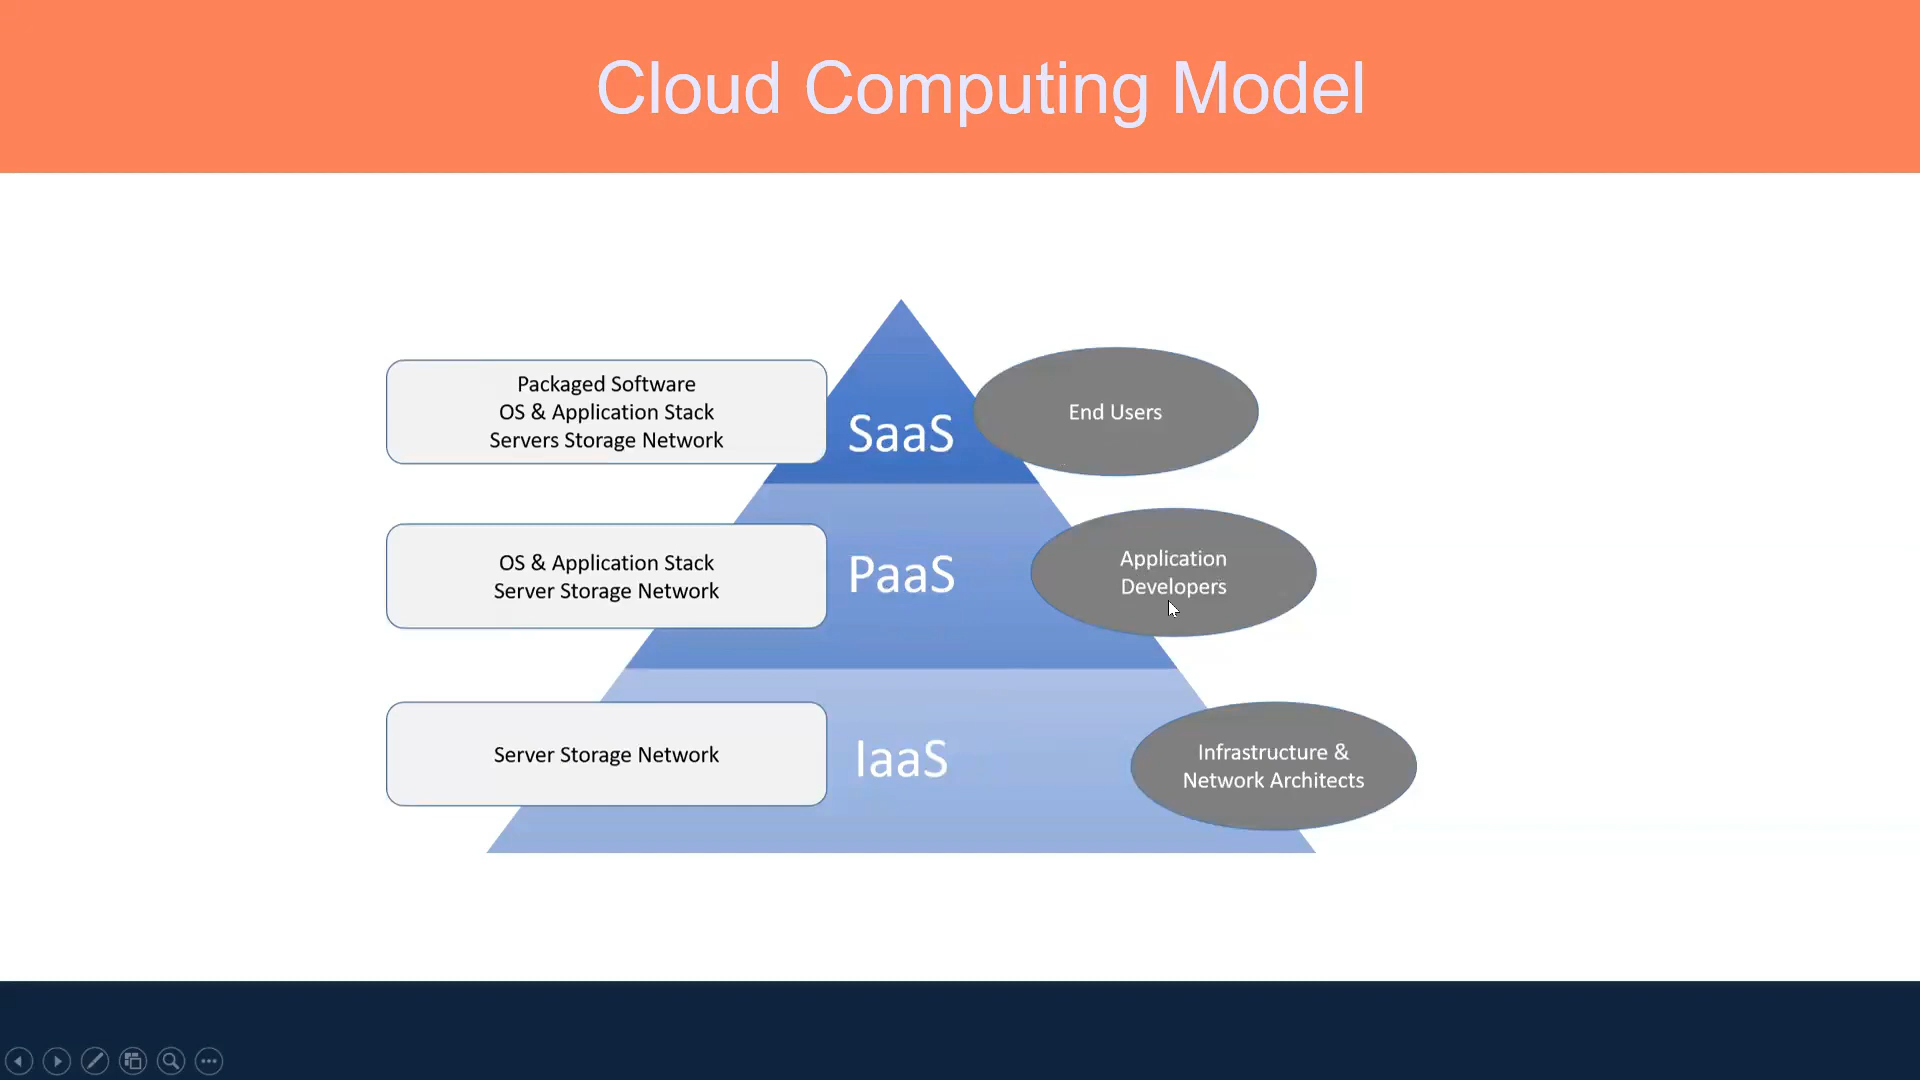 Cloud Computing Model
Packaged Software
OS & Application Stack
Servers Storage Network
SaaS
End Users
OS & Application Stack
Server Storage Network
PaaS
Application
Developers
Server Storage Network
IaaS
Infrastructure &
Network Architects